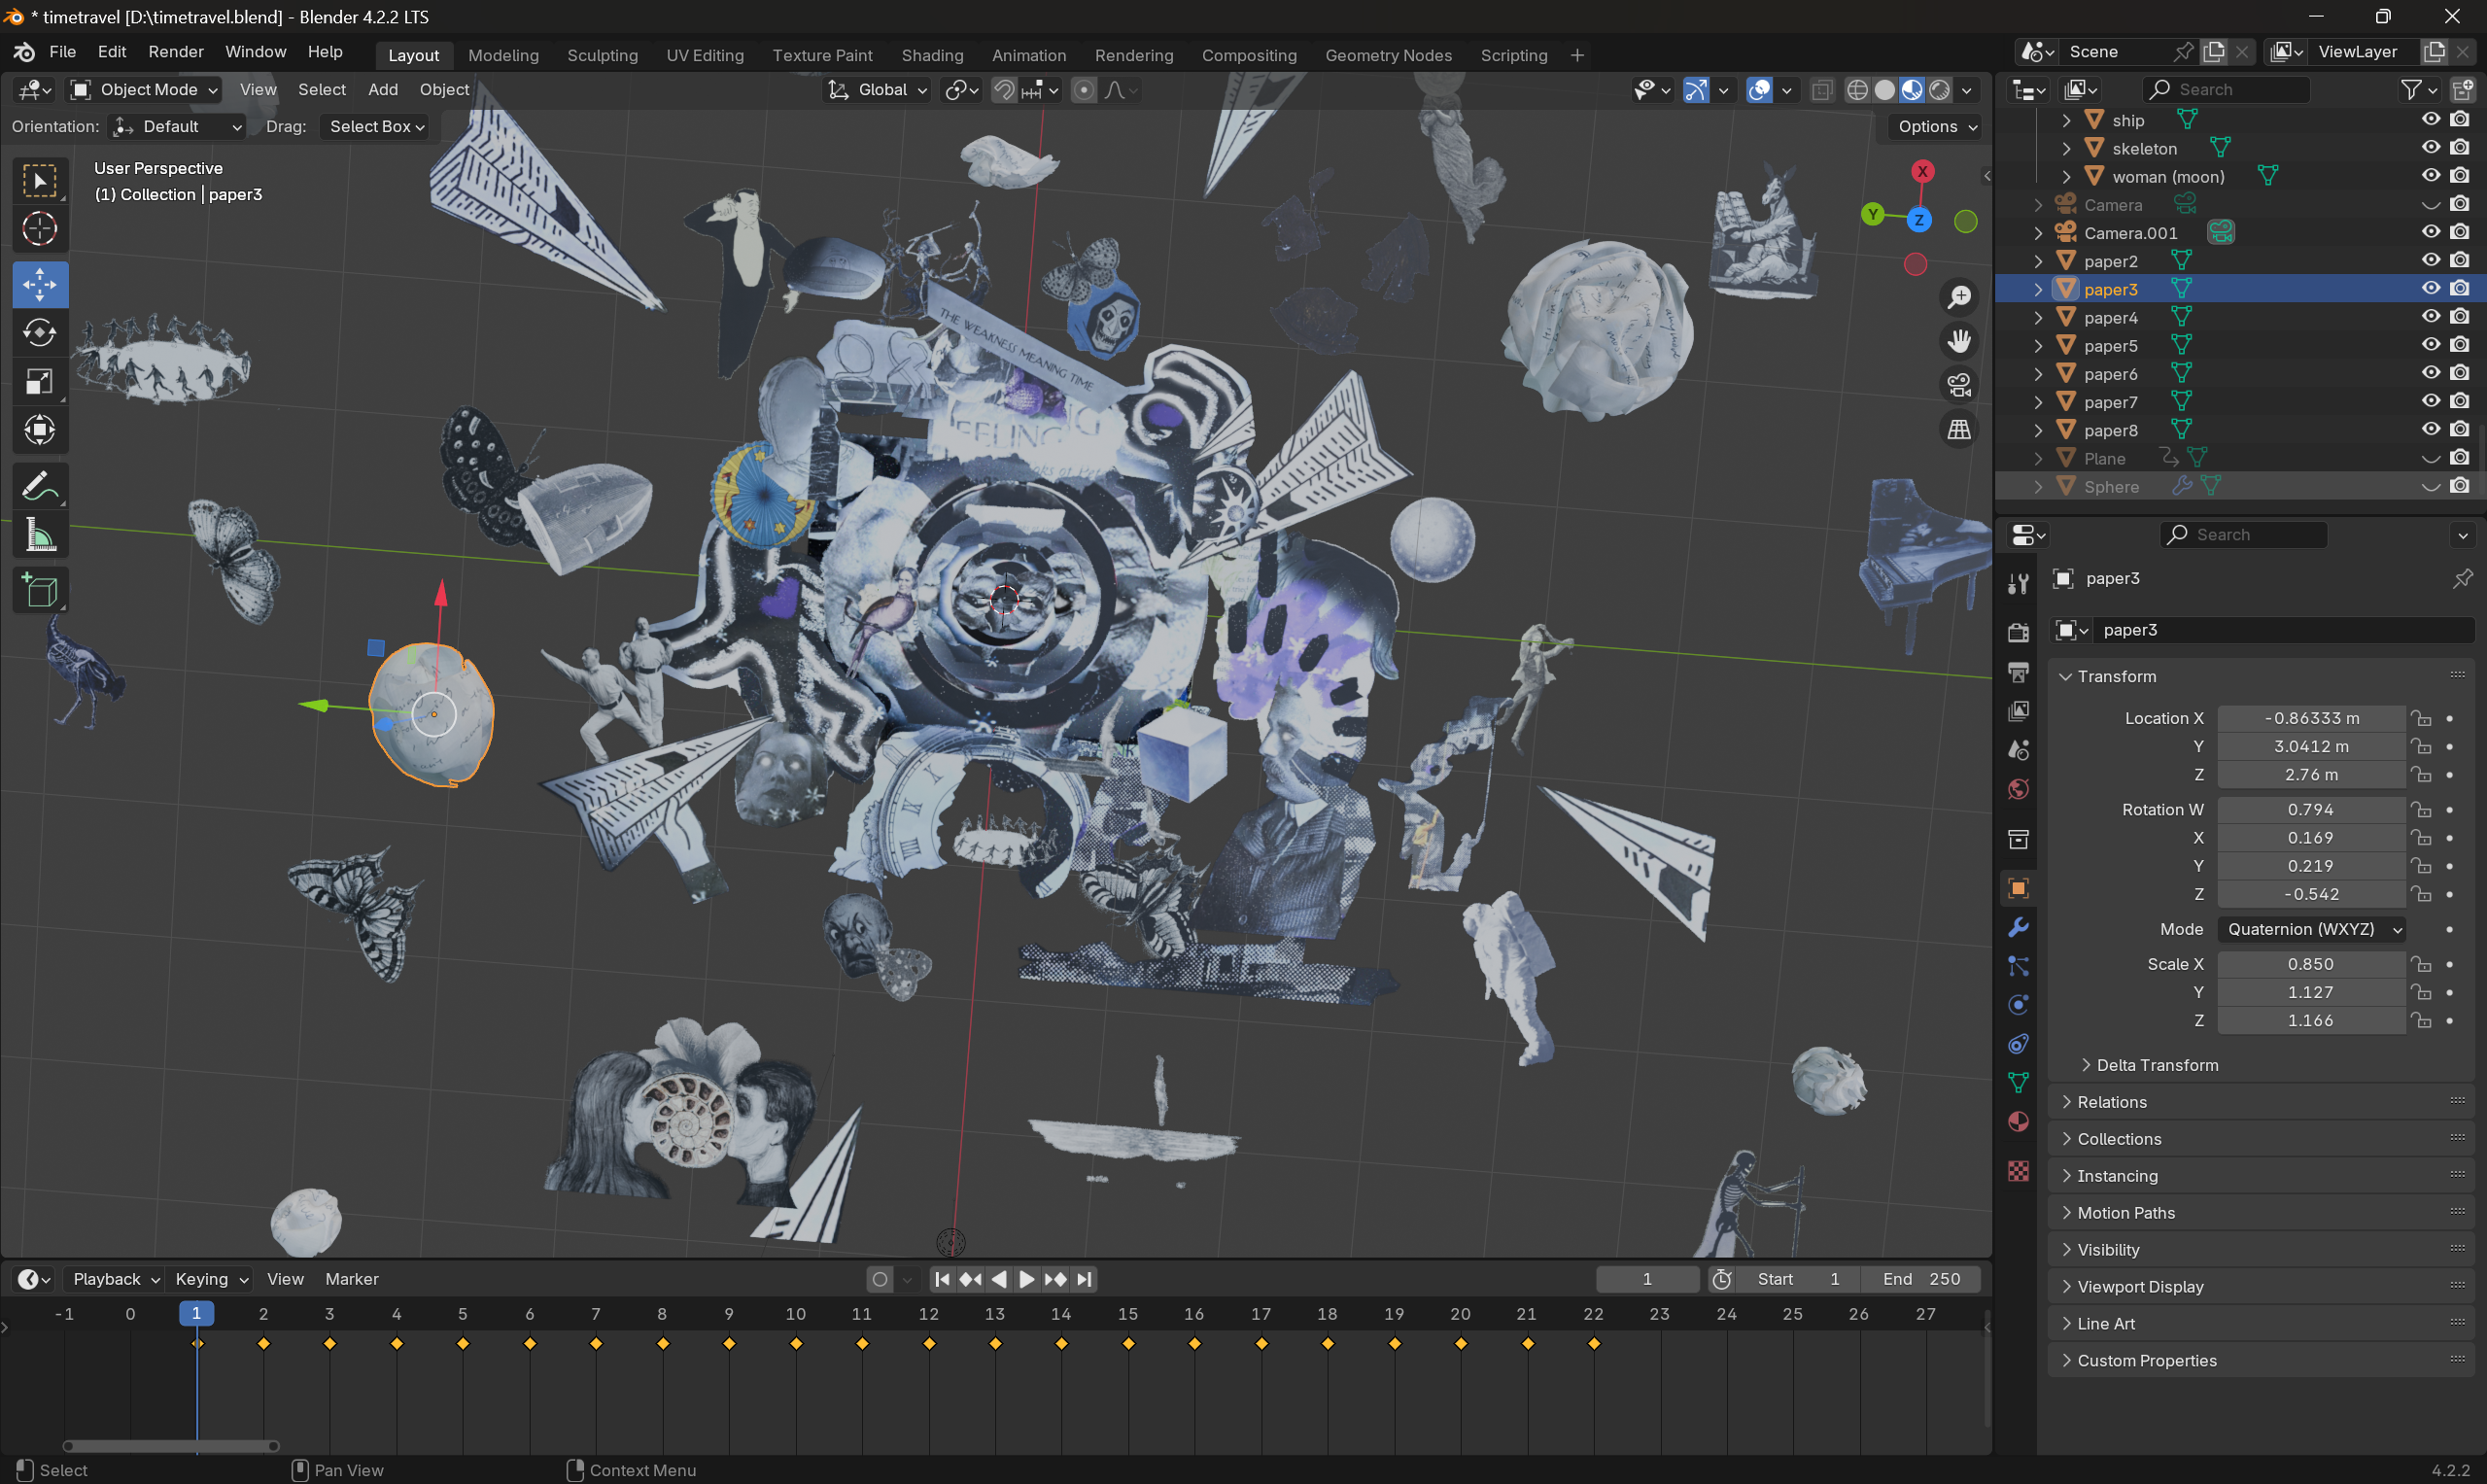 * timetravel [D:\timetravel.blend] - Blender 4.2.2 LTS
File Edit Render Window Help Layout Modeling Sculpting UV Editing Texture Paint Shading Animation Rendering Compositing Geometry Nodes Scripting + Scene ViewLayer
Object Mode View Select Add Object Global Search
Orientation: Default Drag: Select Box Options
User Perspective
(1) Collection | paper3
X
Y
Z
THE WEAKNESS MEANING TIME
FEELING
X
IX
III
ship
skeleton
woman (moon)
Camera
Camera.001
paper2
paper3
paper4
paper5
paper6
paper7
paper8
Plane
Sphere
Search
paper3
paper3
Transform
Location X -0.86333 m
Y 3.0412 m
Z 2.76 m
Rotation W 0.794
X 0.169
Y 0.219
Z -0.542
Mode Quaternion (WXYZ)
Scale X 0.850
Y 1.127
Z 1.166
Delta Transform
Relations
Collections
Instancing
Motion Paths
Visibility
Viewport Display
Line Art
Custom Properties
Playback Keying View Marker 1 Start 1 End 250
-1 0 1 2 3 4 5 6 7 8 9 10 11 12 13 14 15 16 17 18 19 20 21 22 23 24 25 26 27
Select Pan View Context Menu 4.2.2